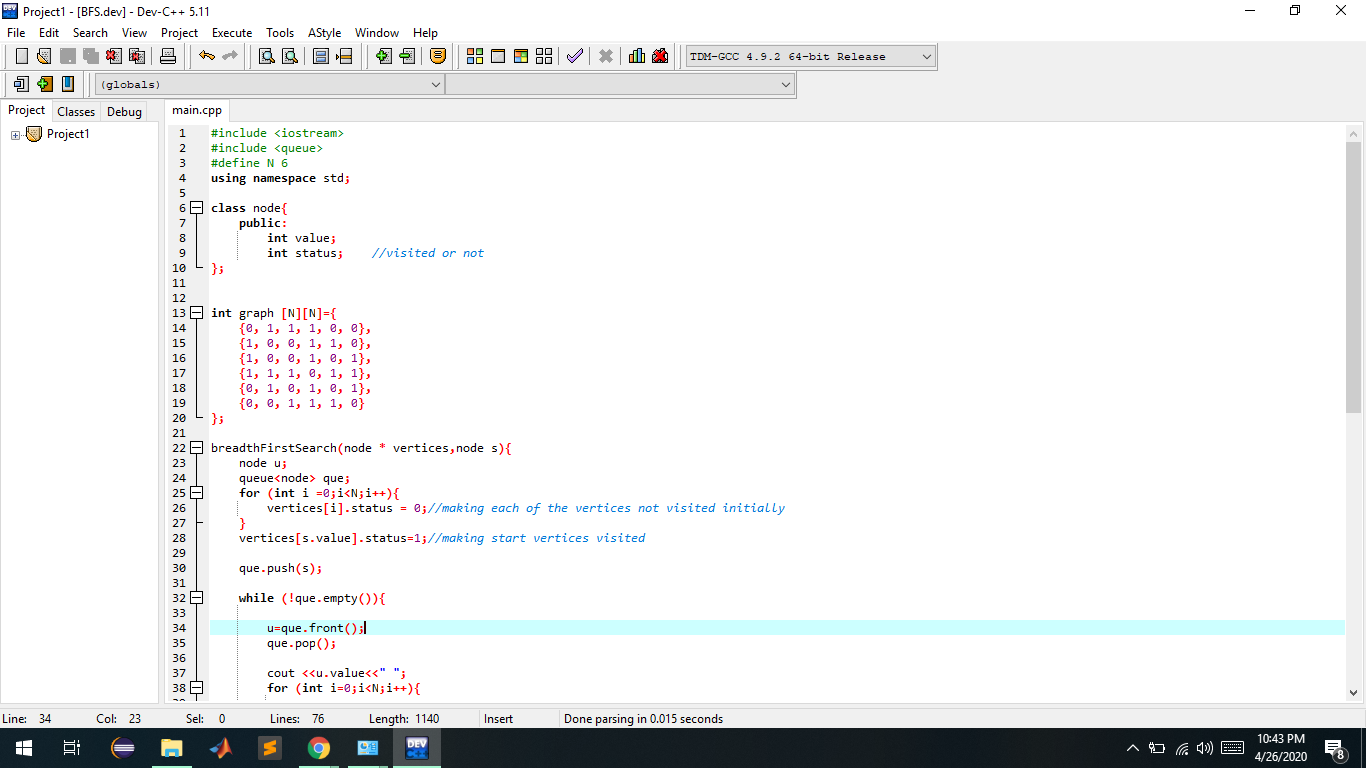 Project1 - [BFS.dev] - Dev-C++ 5.11
File Edit Search View Project Execute Tools AStyle Window Help
TDM-GCC 4.9.2 64-bit Release
(globals)
Project Classes Debug main.cpp
Project1
1 #include <iostream>
2 #include <queue>
3 #define N 6
4 using namespace std;
5
6 class node{
7 public:
8 int value;
9 int status; //visited or not
10 };
11
12
13 int graph [N][N]={
14 {0, 1, 1, 1, 0, 0},
15 {1, 0, 0, 1, 1, 0},
16 {1, 0, 0, 1, 0, 1},
17 {1, 1, 1, 0, 1, 1},
18 {0, 1, 0, 1, 0, 1},
19 {0, 0, 1, 1, 1, 0}
20 };
21
22 breadthFirstSearch(node * vertices,node s){
23 node u;
24 queue<node> que;
25 for (int i =0;i<N;i++){
26 vertices[i].status = 0;//making each of the vertices not visited initially
27 }
28 vertices[s.value].status=1;//making start vertices visited
29
30 que.push(s);
31
32 while (!que.empty()){
33
34 u=que.front();
35 que.pop();
36
37 cout <<u.value<<" ";
38 for (int i=0;i<N;i++){
Line: 34 Col: 23 Sel: 0 Lines: 76 Length: 1140 Insert Done parsing in 0.015 seconds
DEV
10:43 PM
4/26/2020
8